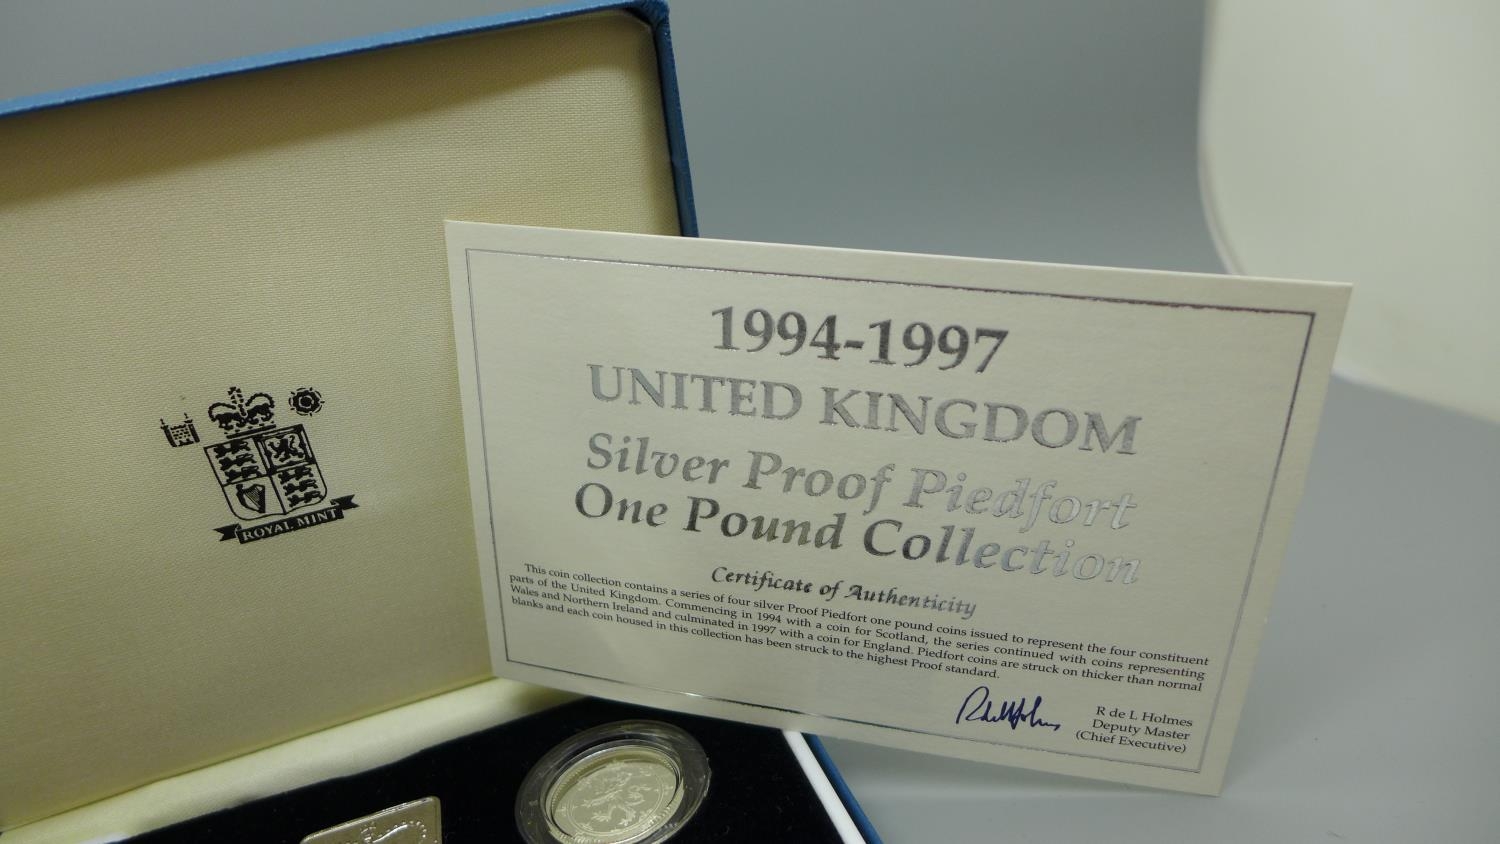 ROYAL MINT
1994-1997
UNITED KINGDOM
Silver Proof Piedfort
One Pound Collection
Certificate of Authenticity
This coin collection contains a series of four silver Proof Piedfort one pound coins issued to represent the four constituent
parts of the United Kingdom. Commencing in 1994 with a coin for Scotland, the series continued with coins representing
Wales and Northern Ireland and culminated in 1997 with a coin for England. Piedfort coins are struck on thicker than normal
blanks and each coin housed in this collection has been struck to the highest Proof standard.
R de L Holmes
Deputy Master
(Chief Executive)